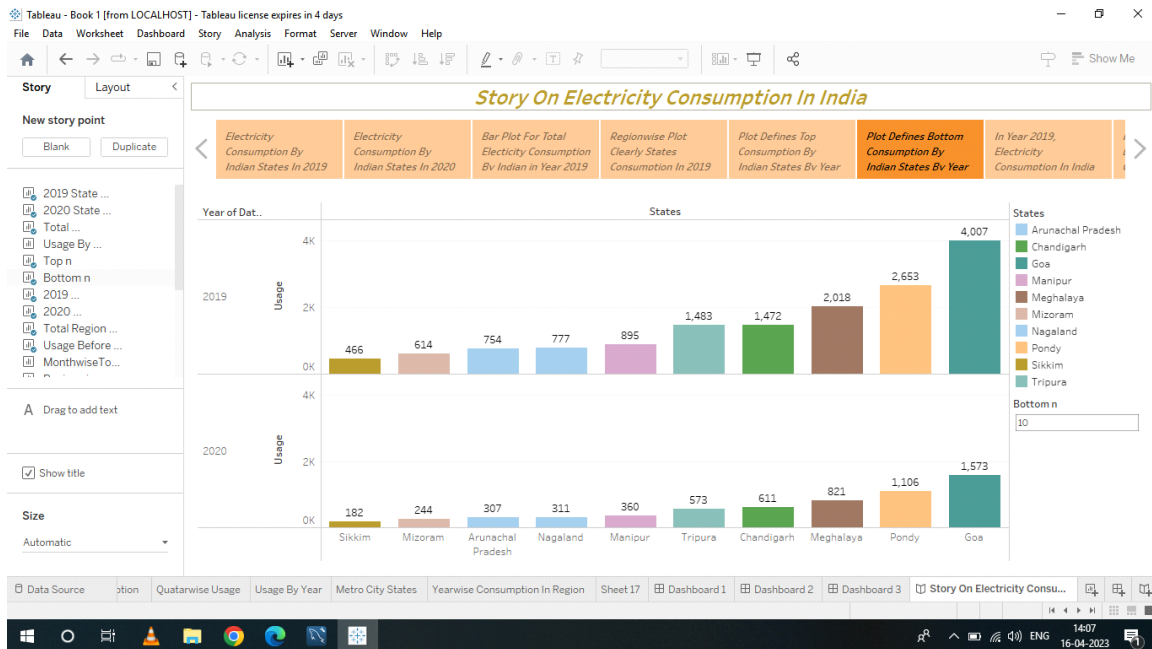 Tableau - Book 1 [from LOCALHOST] - Tableau license expires in 4 days
File Data Worksheet Dashboard Story Analysis Format Server Window Help
Show Me
Story Layout
New story point
Blank Duplicate
2019 State ...
2020 State ...
Total ...
Usage By ...
Top n
Bottom n
2019 ...
2020 ...
Total Region ...
Usage Before ...
MonthwiseTo...
A Drag to add text
Show title
Size
Automatic
Story On Electricity Consumption In India
Electricity
Consumption By
Indian States In 2019
Electricity
Consumption By
Indian States In 2020
Bar Plot For Total
Electicity Consumption
By Indian in Year 2019
Regionwise Plot
Clearly States
Consumption In 2019
Plot Defines Top
Consumption By
Indian States By Year
Plot Defines Bottom
Consumption By
Indian States By Year
In Year 2019,
Electricity
Consumption In India
Year of Dat.. States
2019
Usage
4K
2K
0K
466 614 754 777 895 1,483 1,472 2,018 2,653 4,007
2020
Usage
4K
2K
0K
182 244 307 311 360 573 611 821 1,106 1,573
Sikkim Mizoram Arunachal Nagaland Manipur Tripura Chandigarh Meghalaya Pondy Goa
Pradesh
States
Arunachal Pradesh
Chandigarh
Goa
Manipur
Meghalaya
Mizoram
Nagaland
Pondy
Sikkim
Tripura
Bottom n
10
Data Source ption Quatarwise Usage Usage By Year Metro City States Yearwise Consumption In Region Sheet 17 Dashboard 1 Dashboard 2 Dashboard 3 Story On Electricity Consu...
ENG
14:07
16-04-2023
1